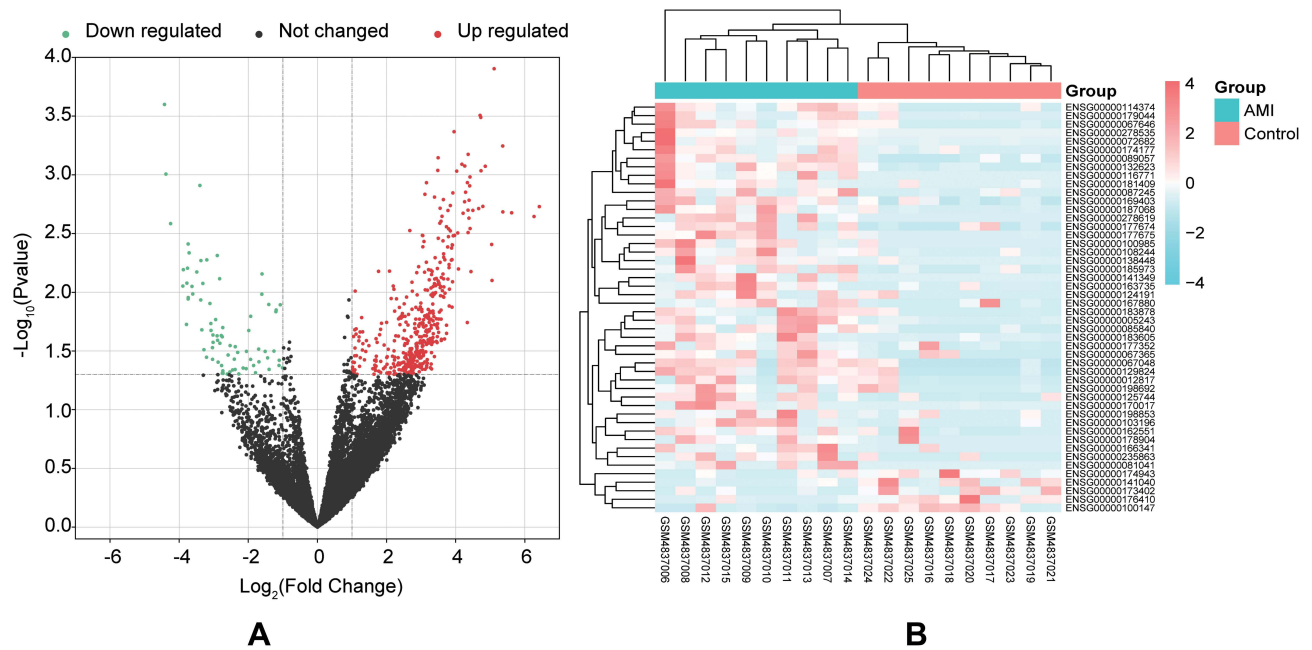 Down regulated
Not changed
Up regulated
4.0
3.5
3.0
2.5
2.0
1.5
1.0
0.5
0.0
-Log10(Pvalue)
-6
-4
-2
0
2
4
6
Log2(Fold Change)
A
Group
ENSG00000114374
ENSG00000179044
ENSG00000067646
ENSG00000278535
ENSG00000072682
ENSG00000174177
ENSG00000089057
ENSG00000132623
ENSG00000116771
ENSG00000181409
ENSG00000087245
ENSG00000169403
ENSG00000187068
ENSG00000278619
ENSG00000177674
ENSG00000177675
ENSG00000100985
ENSG00000108244
ENSG00000138448
ENSG00000185973
ENSG00000141349
ENSG00000163735
ENSG00000124191
ENSG00000167880
ENSG00000183878
ENSG00000005243
ENSG00000085840
ENSG00000183605
ENSG00000177352
ENSG00000067365
ENSG00000067048
ENSG00000129824
ENSG00000012817
ENSG00000198692
ENSG00000125744
ENSG00000170017
ENSG00000198853
ENSG00000103196
ENSG00000162551
ENSG00000178904
ENSG00000166341
ENSG00000235863
ENSG00000081041
ENSG00000174943
ENSG00000141040
ENSG00000173402
ENSG00000176410
ENSG00000100147
GSM4837006
GSM4837008
GSM4837012
GSM4837015
GSM4837009
GSM4837010
GSM4837011
GSM4837013
GSM4837007
GSM4837014
GSM4837024
GSM4837022
GSM4837025
GSM4837016
GSM4837018
GSM4837020
GSM4837017
GSM4837023
GSM4837019
GSM4837021
4
2
0
−2
−4
Group
AMI
Control
B